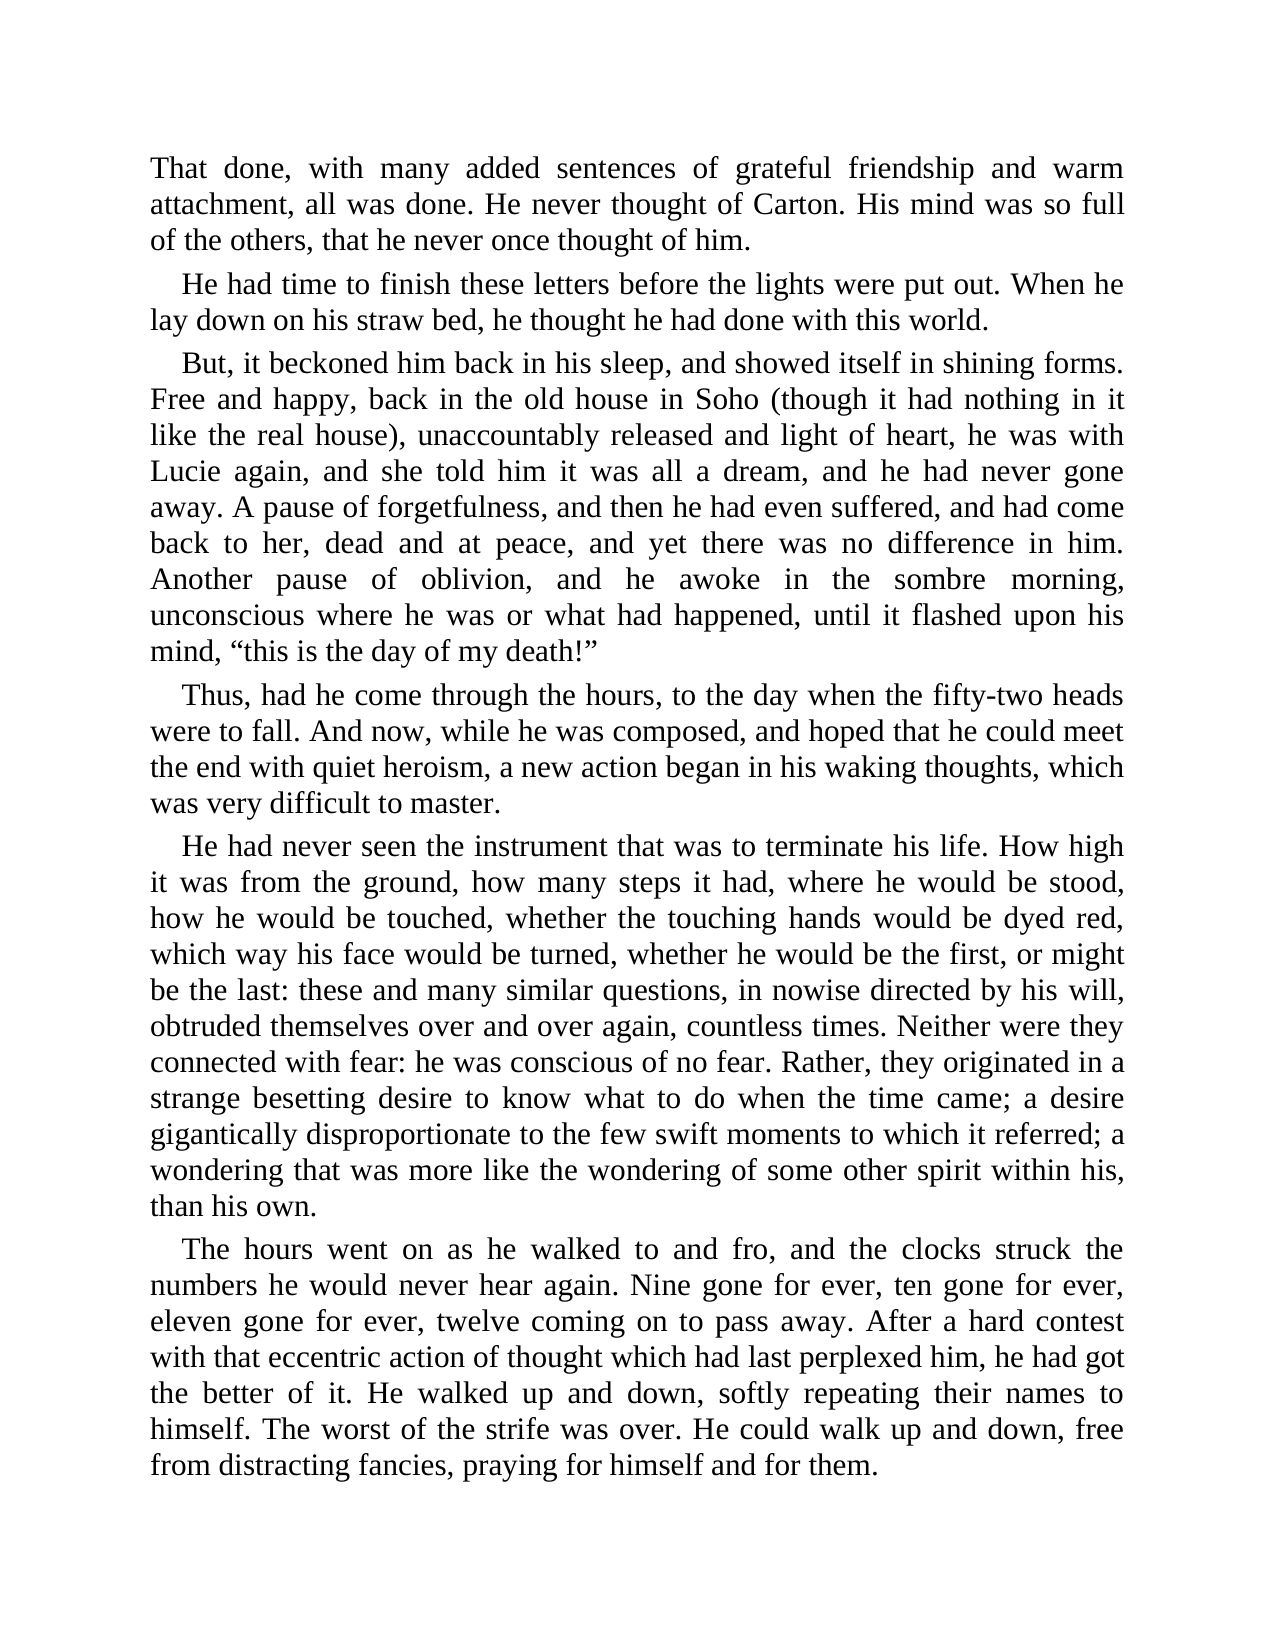 That done, with many added sentences of grateful friendship and warm
attachment, all was done. He never thought of Carton. His mind was so full
of the others, that he never once thought of him.
He had time to finish these letters before the lights were put out. When he
lay down on his straw bed, he thought he had done with this world.
But, it beckoned him back in his sleep, and showed itself in shining forms.
Free and happy, back in the old house in Soho (though it had nothing in it
like the real house), unaccountably released and light of heart, he was with
Lucie again, and she told him it was all a dream, and he had never gone
away. A pause of forgetfulness, and then he had even suffered, and had come
back to her, dead and at peace, and yet there was no difference in him.
Another pause of oblivion, and he awoke in the sombre morning,
unconscious where he was or what had happened, until it flashed upon his
mind, “this is the day of my death!”
Thus, had he come through the hours, to the day when the fifty-two heads
were to fall. And now, while he was composed, and hoped that he could meet
the end with quiet heroism, a new action began in his waking thoughts, which
was very difficult to master.
He had never seen the instrument that was to terminate his life. How high
it was from the ground, how many steps it had, where he would be stood,
how he would be touched, whether the touching hands would be dyed red,
which way his face would be turned, whether he would be the first, or might
be the last: these and many similar questions, in nowise directed by his will,
obtruded themselves over and over again, countless times. Neither were they
connected with fear: he was conscious of no fear. Rather, they originated in a
strange besetting desire to know what to do when the time came; a desire
gigantically disproportionate to the few swift moments to which it referred; a
wondering that was more like the wondering of some other spirit within his,
than his own.
The hours went on as he walked to and fro, and the clocks struck the
numbers he would never hear again. Nine gone for ever, ten gone for ever,
eleven gone for ever, twelve coming on to pass away. After a hard contest
with that eccentric action of thought which had last perplexed him, he had got
the better of it. He walked up and down, softly repeating their names to
himself. The worst of the strife was over. He could walk up and down, free
from distracting fancies, praying for himself and for them.